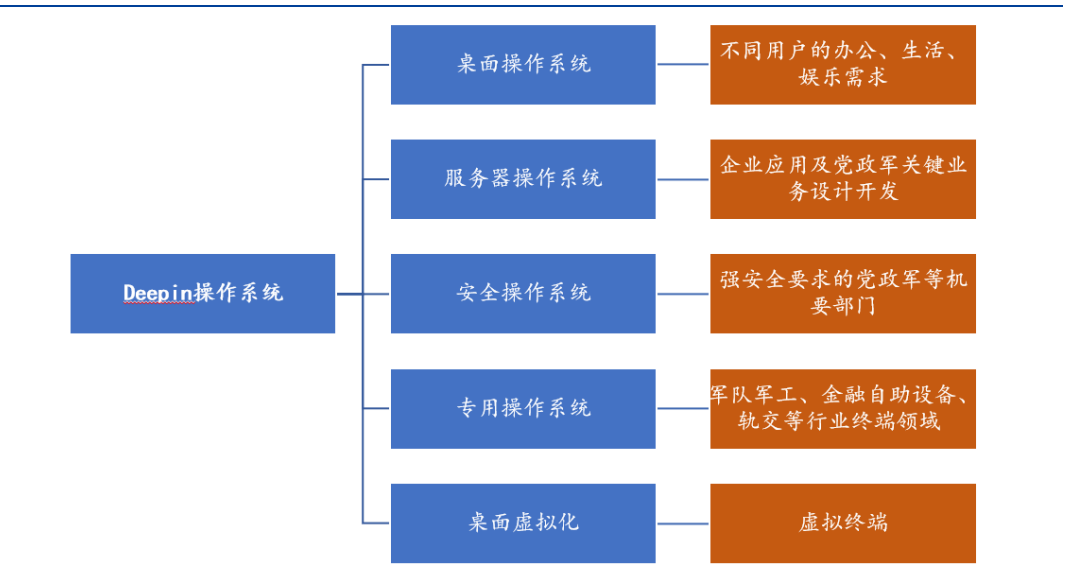 桌面操作系统
不同用户的办公、生活、
娱乐需求
服务器操作系统
企业应用及党政军关键业
务设计开发
Deepin操作系统
安全操作系统
强安全要求的党政军等机
要部门
专用操作系统
军队军工、金融自助设备、
轨交等行业终端领域
桌面虚拟化
虚拟终端